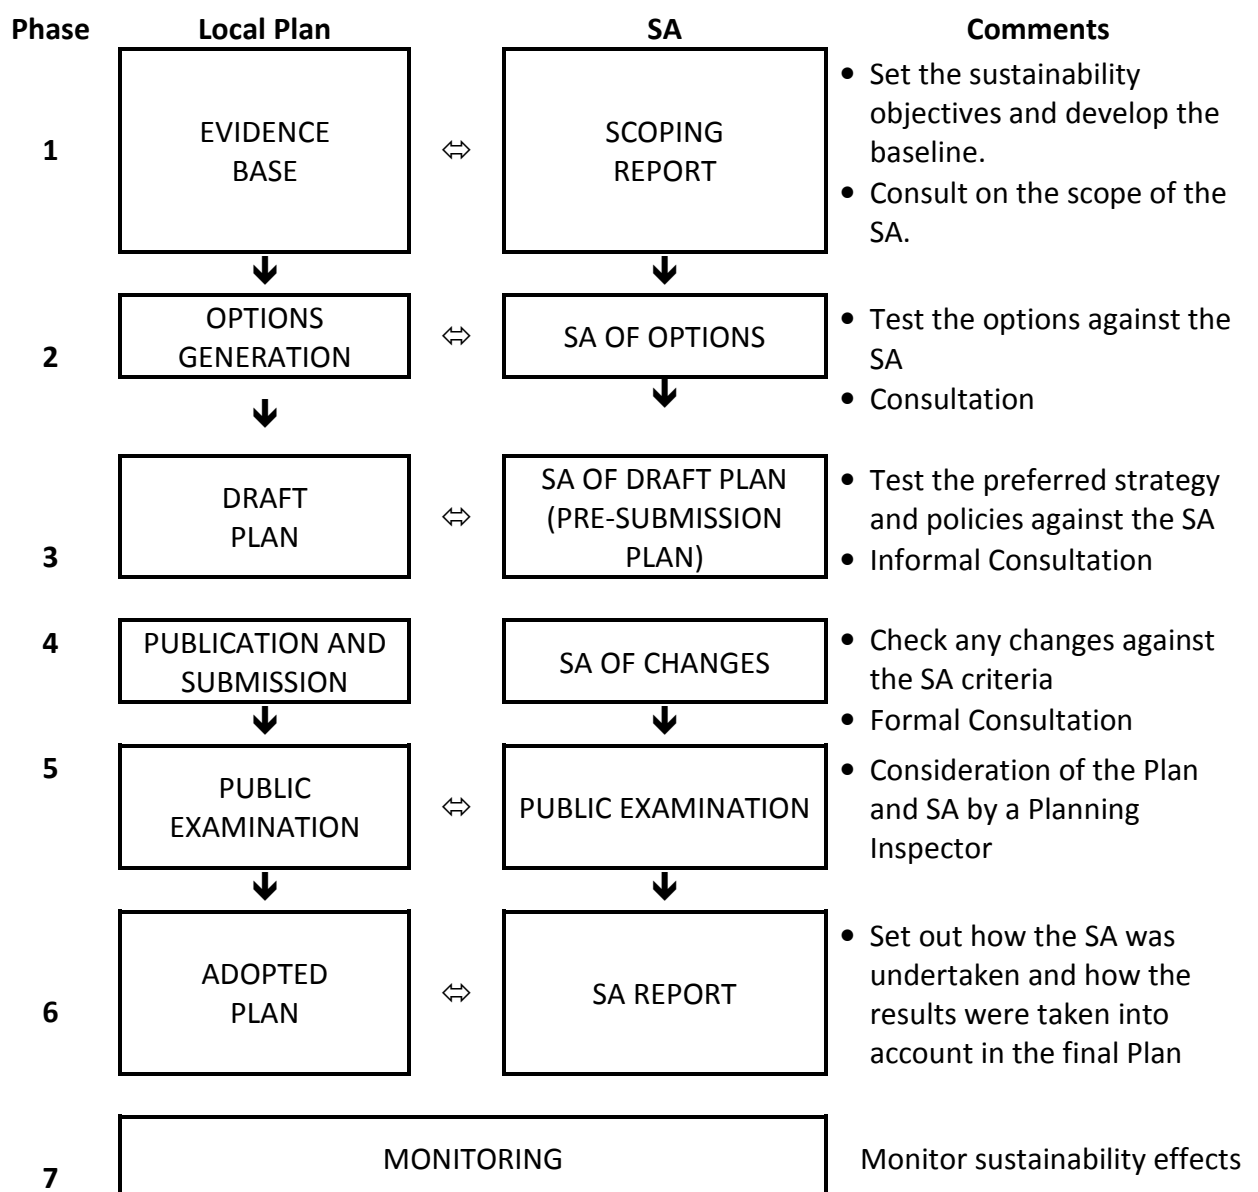 Phase Local Plan SA Comments
1
EVIDENCE
BASE
⬄
SCOPING
REPORT
• Set the sustainability
objectives and develop the
baseline.
• Consult on the scope of the
SA.
2
OPTIONS
GENERATION
⬄
SA OF OPTIONS
• Test the options against the
SA
• Consultation
3
DRAFT
PLAN
⬄
SA OF DRAFT PLAN
(PRE-SUBMISSION
PLAN)
• Test the preferred strategy
and policies against the SA
• Informal Consultation
4
PUBLICATION AND
SUBMISSION
SA OF CHANGES
• Check any changes against
the SA criteria
• Formal Consultation
5
PUBLIC
EXAMINATION
⬄
PUBLIC EXAMINATION
• Consideration of the Plan
and SA by a Planning
Inspector
6
ADOPTED
PLAN
⬄
SA REPORT
• Set out how the SA was
undertaken and how the
results were taken into
account in the final Plan
7
MONITORING
Monitor sustainability effects